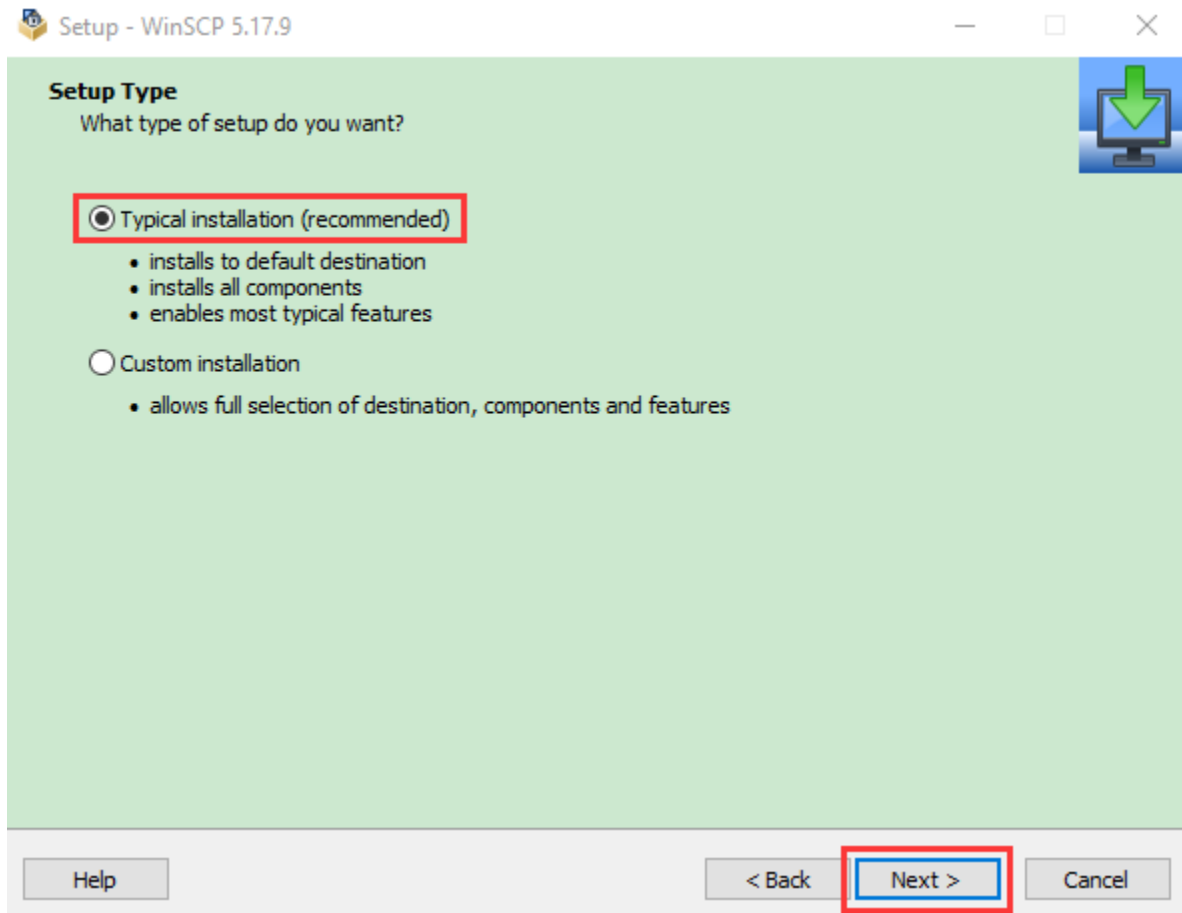 Setup - WinSCP 5.17.9
Setup Type
What type of setup do you want?
Typical installation (recommended)
• installs to default destination
• installs all components
• enables most typical features
Custom installation
• allows full selection of destination, components and features
Help
< Back
Next >
Cancel